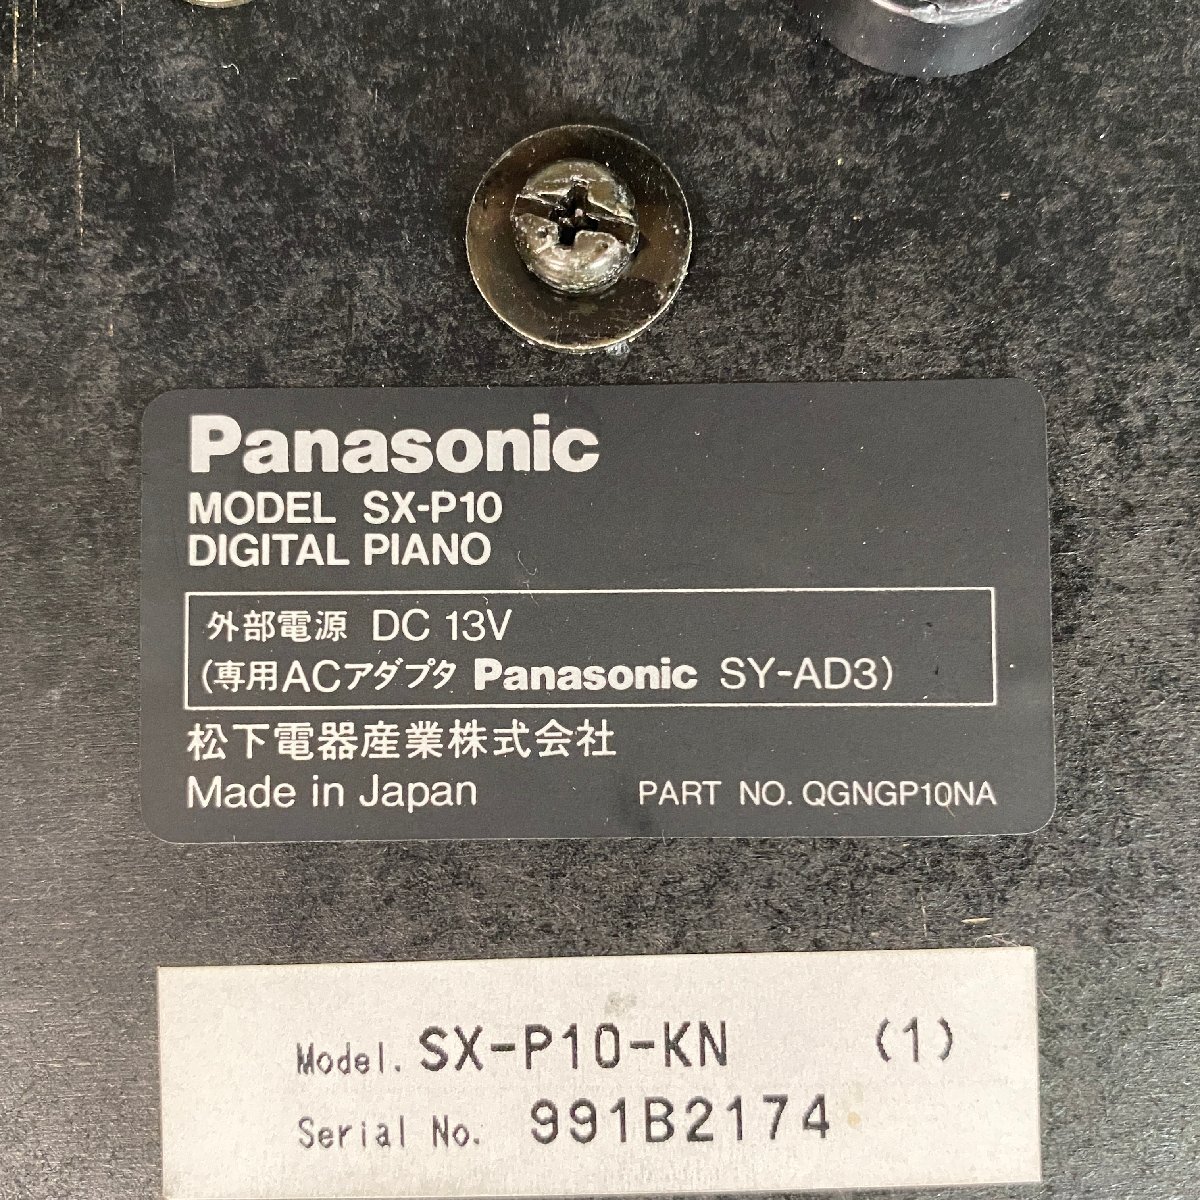 Panasonic
MODEL SX-P10
DIGITAL PIANO
外部電源 DC 13V
(専用ACアダプタ Panasonic SY-AD3)
松下電器産業株式会社
Made in Japan PART NO. QGNGP10NA
Model. SX-P10-KN (1)
Serial No. 991B2174